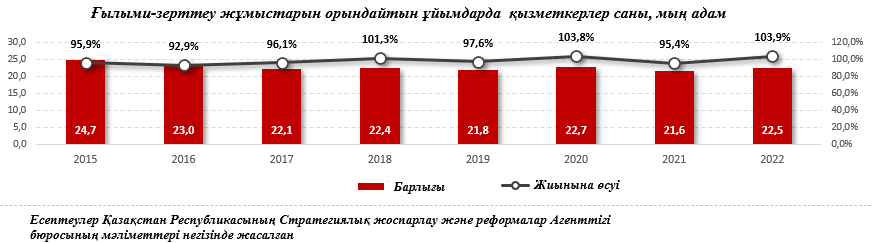 Ғылыми-зерттеу жұмыстарын орындайтын ұйымдарда қызметкерлер саны, мың адам
30,0 25,0 20,0 15,0 10,0 5,0 0,0
95,9% 92,9% 96,1% 101,3% 97,6% 103,8% 95,4% 103,9%
120,0% 100,0% 80,0% 60,0% 40,0% 20,0% 0,0%
24,7 23,0 22,1 22,4 21,8 22,7 21,6 22,5
2015 2016 2017 2018 2019 2020 2021 2022
Барлығы Жиынына өсуі
Есептеулер Қазақстан Республикасының Стратегиялық жоспарлау және реформалар Агенттігі
бюросының мәліметтері негізінде жасалған